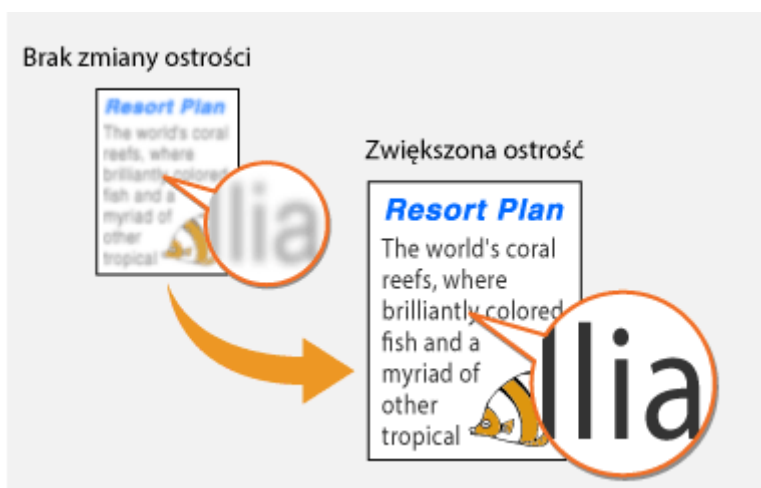 Brak zmiany ostrości
Resort Plan
The world's coral
reefs, where
brilliantly colored
fish and a
myriad of
other
tropical
llia
Zwiększona ostrość
Resort Plan
The world's coral
reefs, where
brilliantly colored
fish and a
myriad of
other
tropical
llia